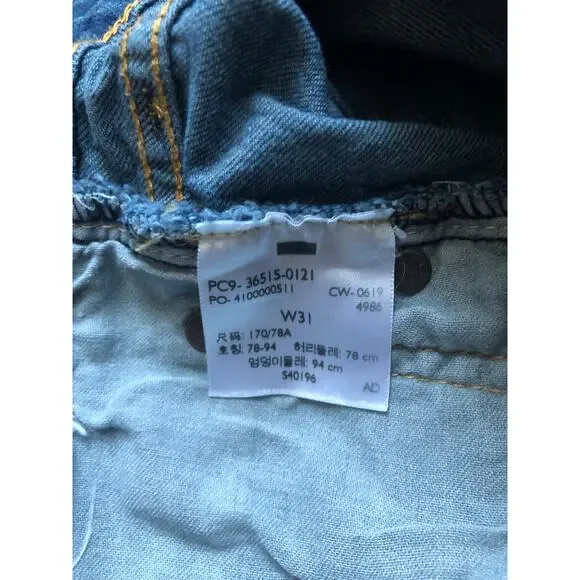 PC9- 36515-0121
PO- 4100000511
CW- 0619
4986
W31
尺码: 170/78A
호칭: 78-94 허리둘레: 78 cm
엉덩이둘레: 94 cm
S40196
AD